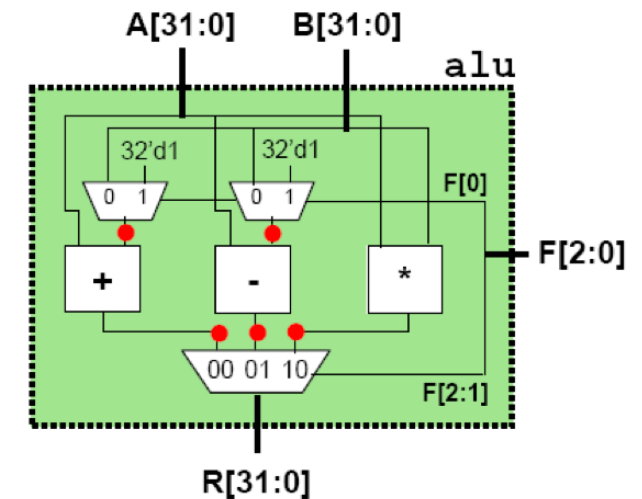 A[31:0] B[31:0]
alu
32'd1 32'd1
0 1 0 1 F[0]
F[2:0]
+ - *
00 01 10
F[2:1]
R[31:0]